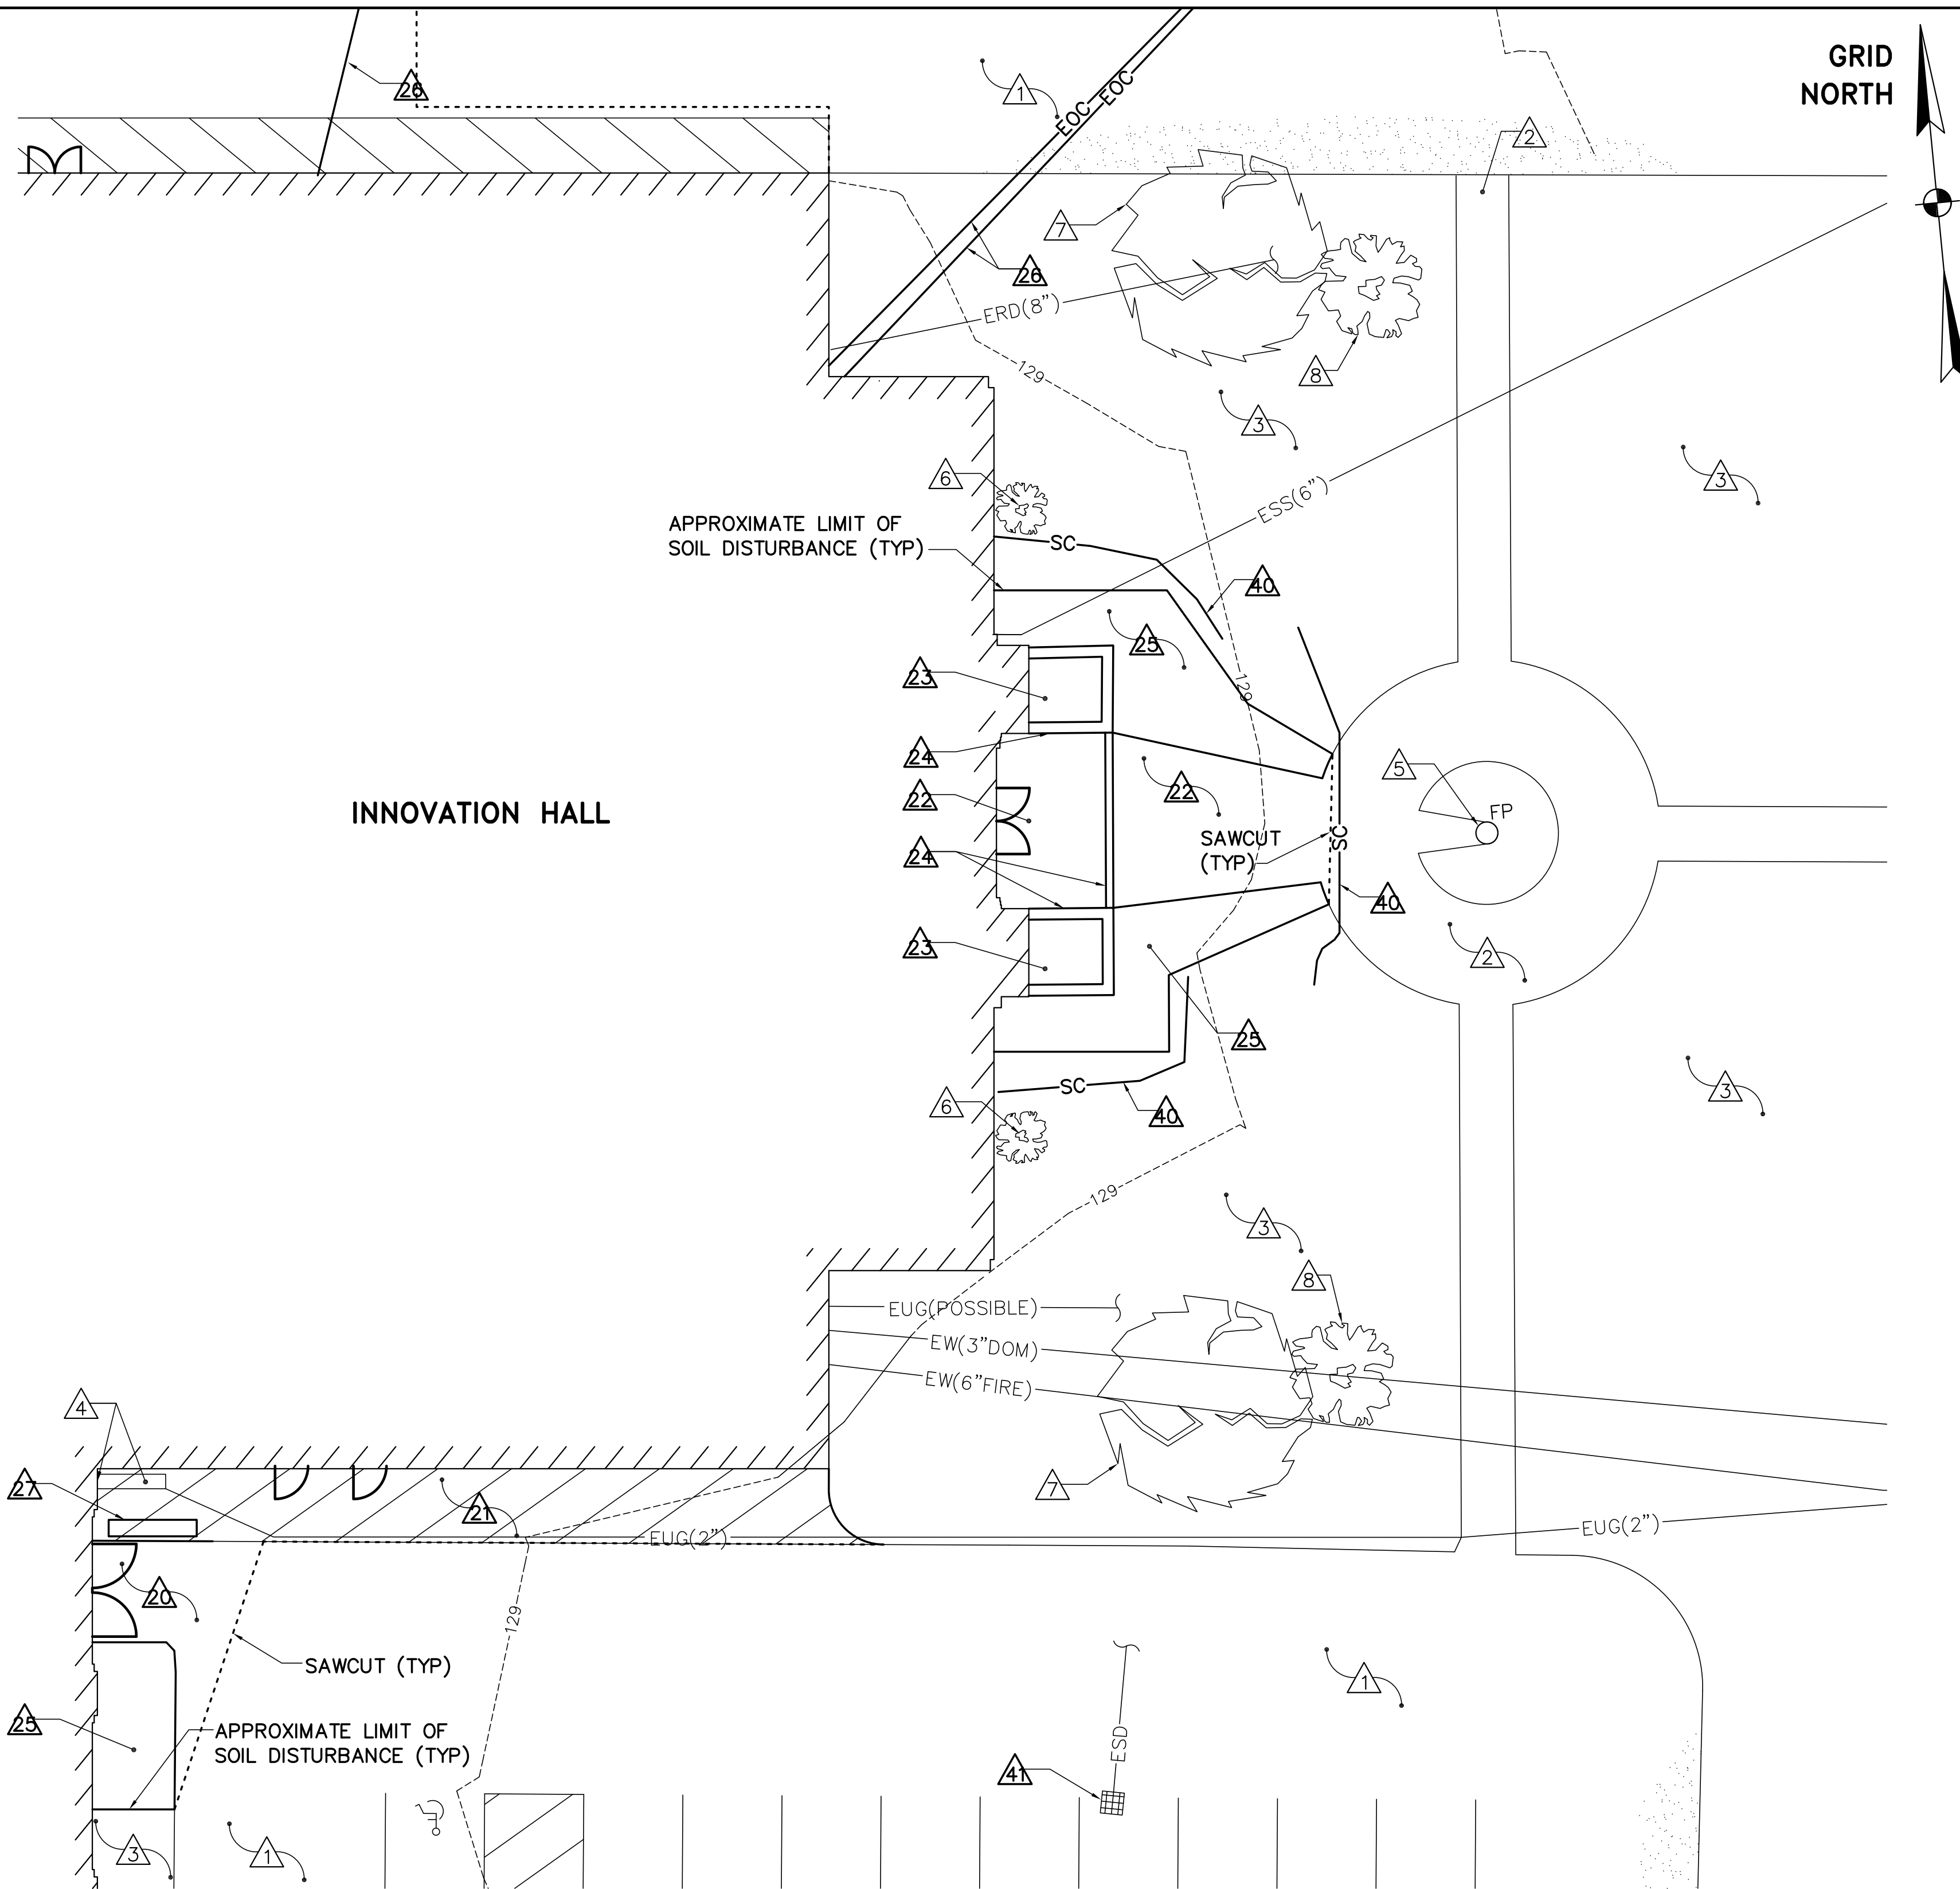 GRID
NORTH
26
1
EOC
EOC
2
7
26
ERD(8")
129
8
3
3
6
ESS(6")
APPROXIMATE LIMIT OF
SOIL DISTURBANCE (TYP)
SC
40
25
23
129
24
22
22
5
FP
INNOVATION HALL
SAWCUT
(TYP)
SC
24
40
23
2
25
3
SC
6
40
129
3
8
EUG(POSSIBLE)
EW(3"DOM)
EW(6"FIRE)
4
27
7
21
EUG(2")
EUG(2")
20
129
SAWCUT (TYP)
1
25
APPROXIMATE LIMIT OF
SOIL DISTURBANCE (TYP)
ESD
41
3
1